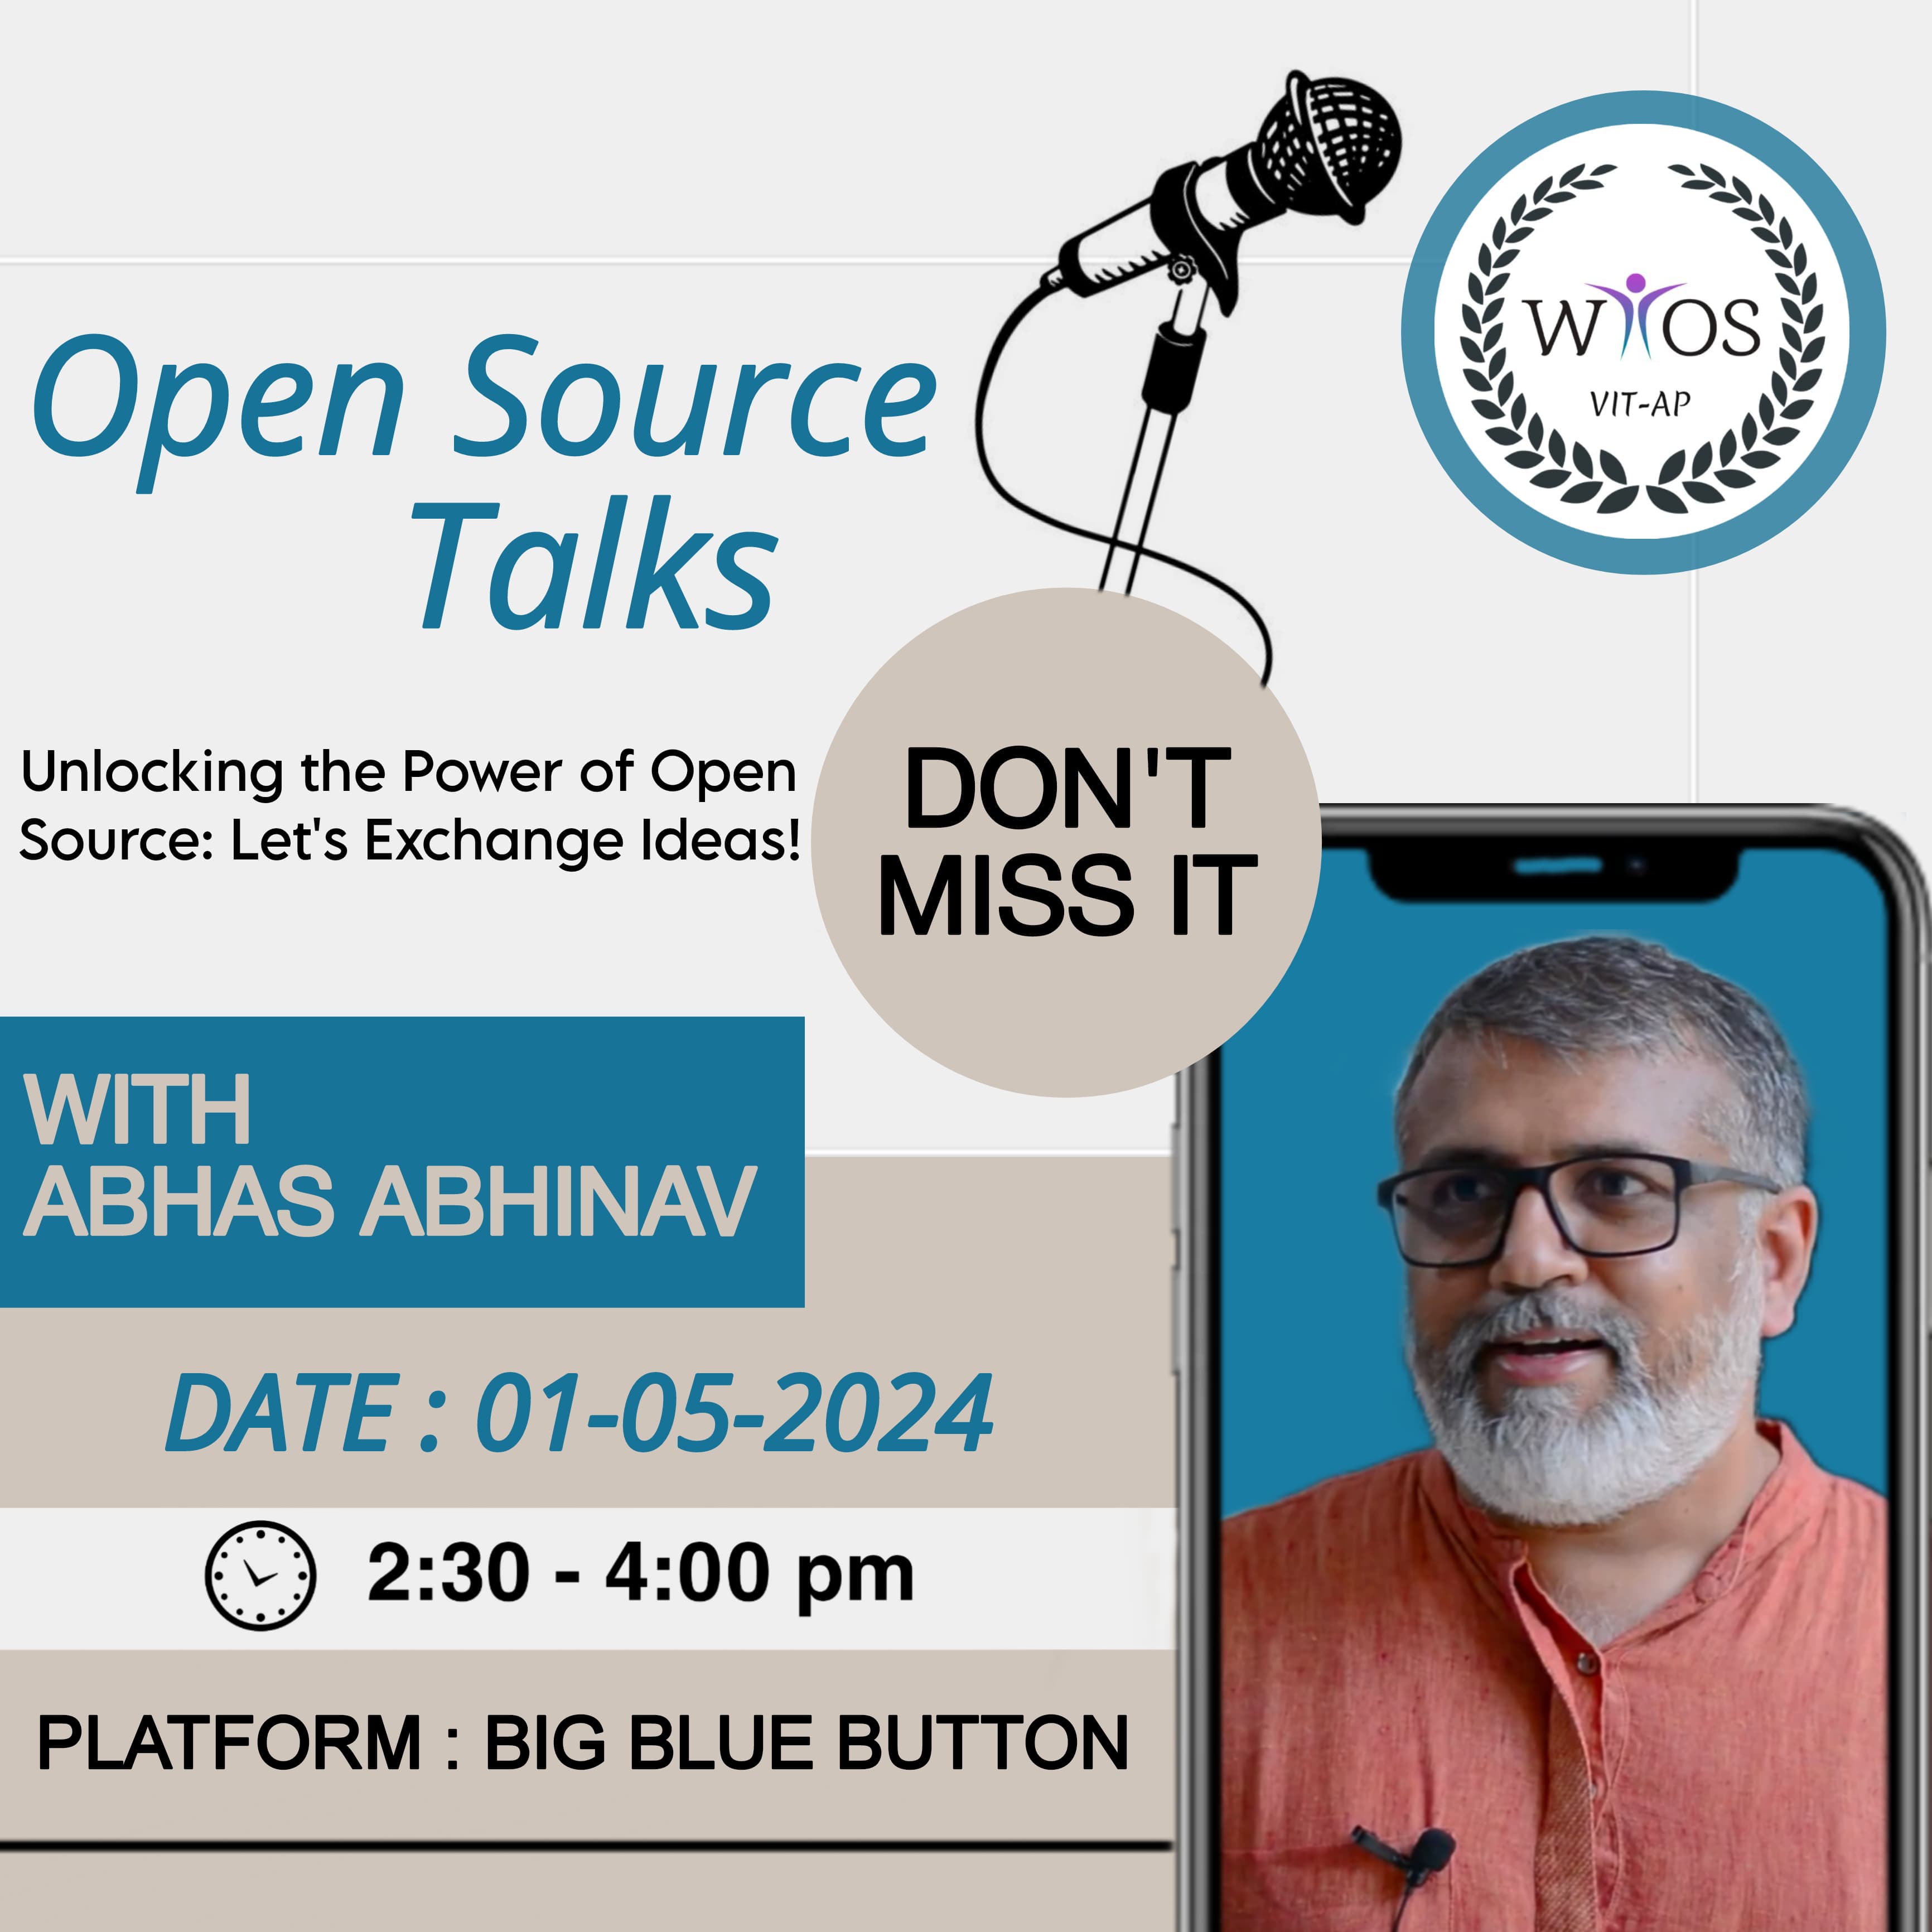 WiOS
VIT-AP
Open Source
Talks
Unlocking the Power of Open
Source: Let's Exchange Ideas!
DON'T
MISS IT
WITH
ABHAS ABHINAV
DATE : 01-05-2024
2:30 - 4:00 pm
PLATFORM : BIG BLUE BUTTON